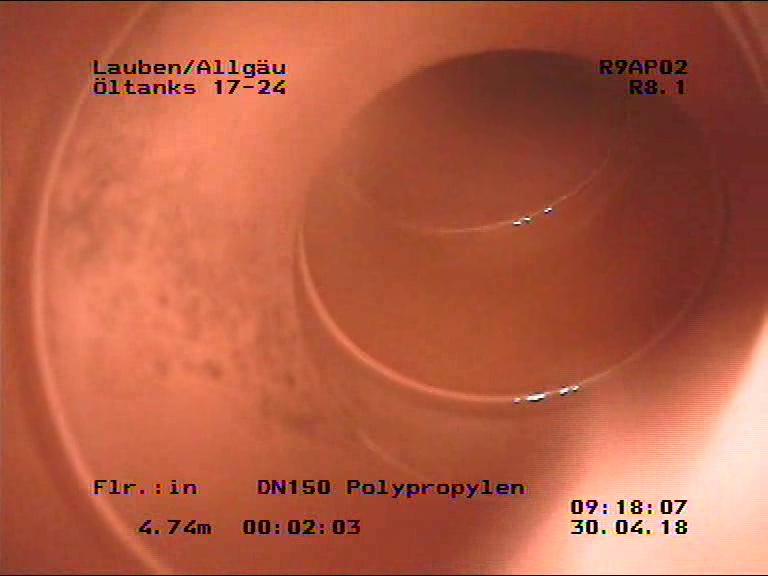 Lauben/Allgäu
R9AP02
Öltanks 17-24
R8.1
Flr.:in DN150 Polypropylen
09:18:07
4.74m 00:02:03
30.04.18